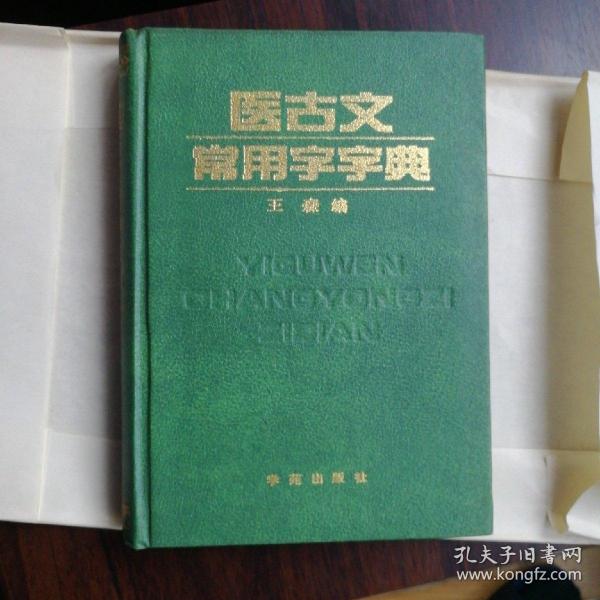 医古文
常用字字典
王森编
YIGUWEN
CHANGYONGZI
ZIDIAN
学苑出版社
孔夫子旧书网
www.kongfz.com